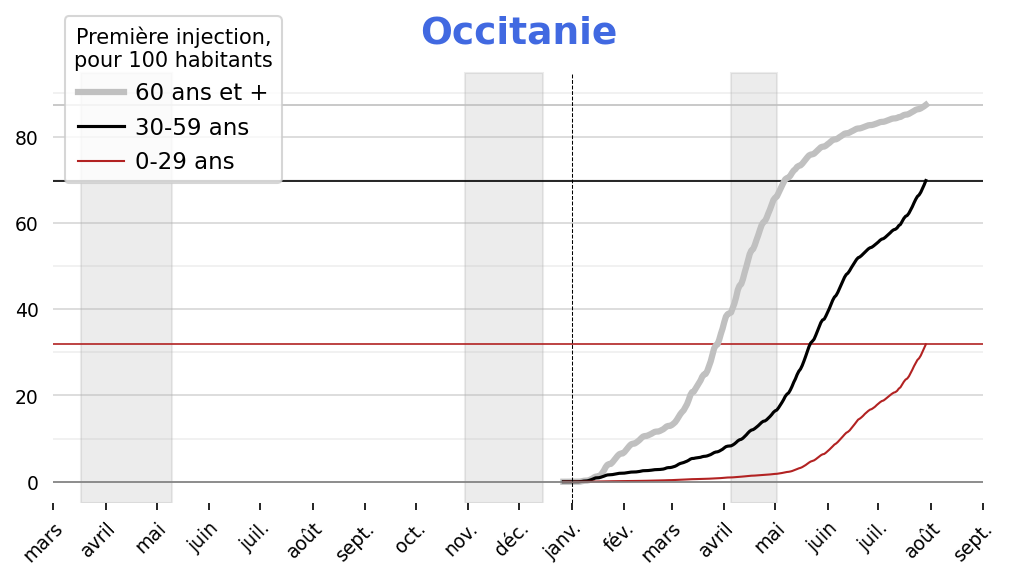 Occitanie
Première injection,
pour 100 habitants
60 ans et +
30-59 ans
0-29 ans
80
60
40
20
0
mars
avril
mai
juin
juil.
août
sept.
oct.
nov.
déc.
janv.
fév.
mars
avril
mai
juin
juil.
août
sept.